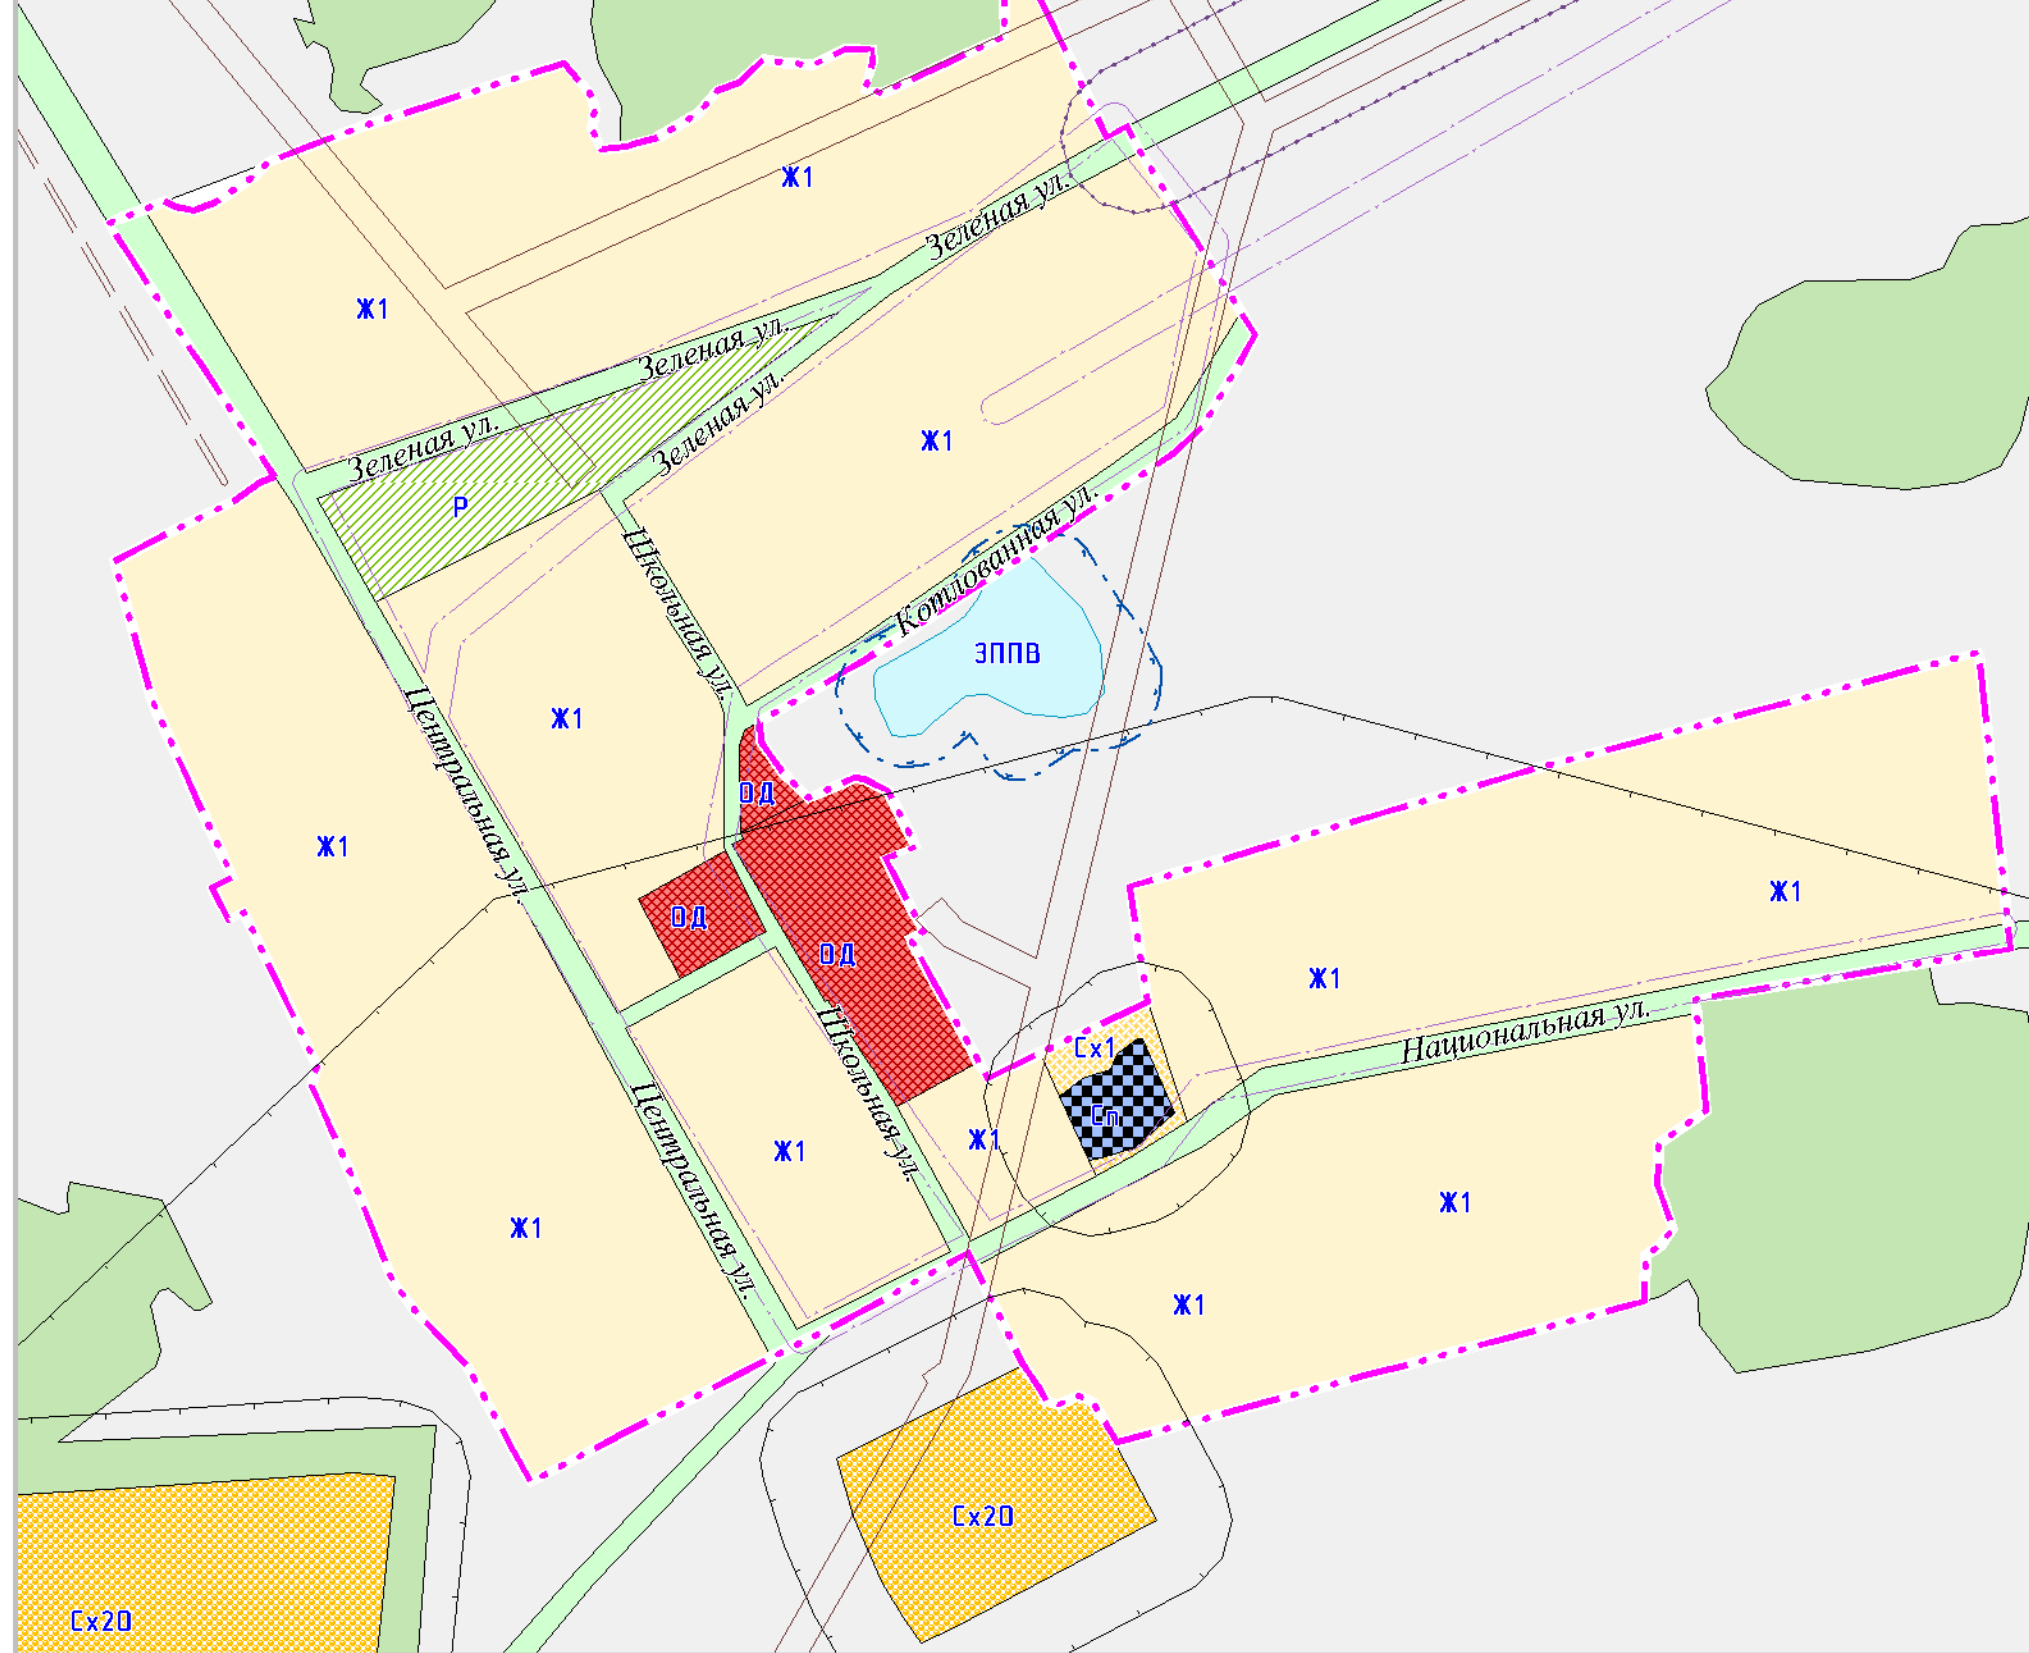 Ж1
Зеленая ул.
Ж1
Зеленая ул.
Зеленая ул.
Зеленая ул.
Ж1
Р
Котлованная ул.
Школьная ул.
ЗППВ
Ж1
Центральная ул.
ОД
Ж1
Ж1
ОД
ОД
Ж1
Национальная ул.
Сх1
Школьная ул.
Сп
Ж1
Ж1
Центральная ул.
Ж1
Ж1
Ж1
Сх20
Сх20